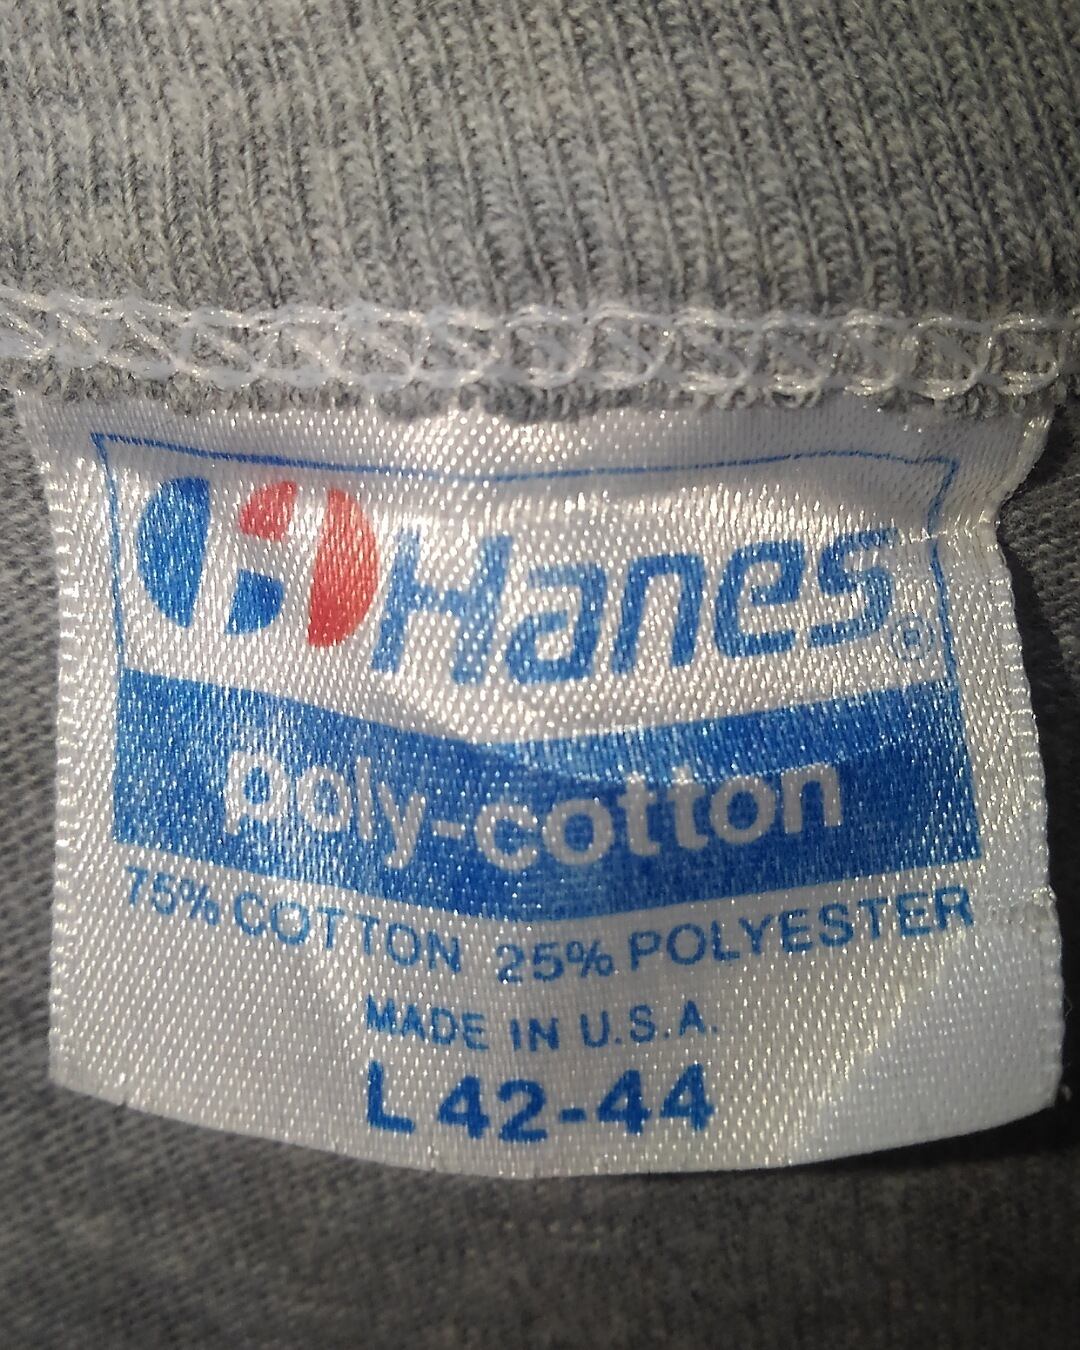 Hanes®
poly-cotton
75% COTTON 25% POLYESTER
MADE IN U.S.A.
L 42-44